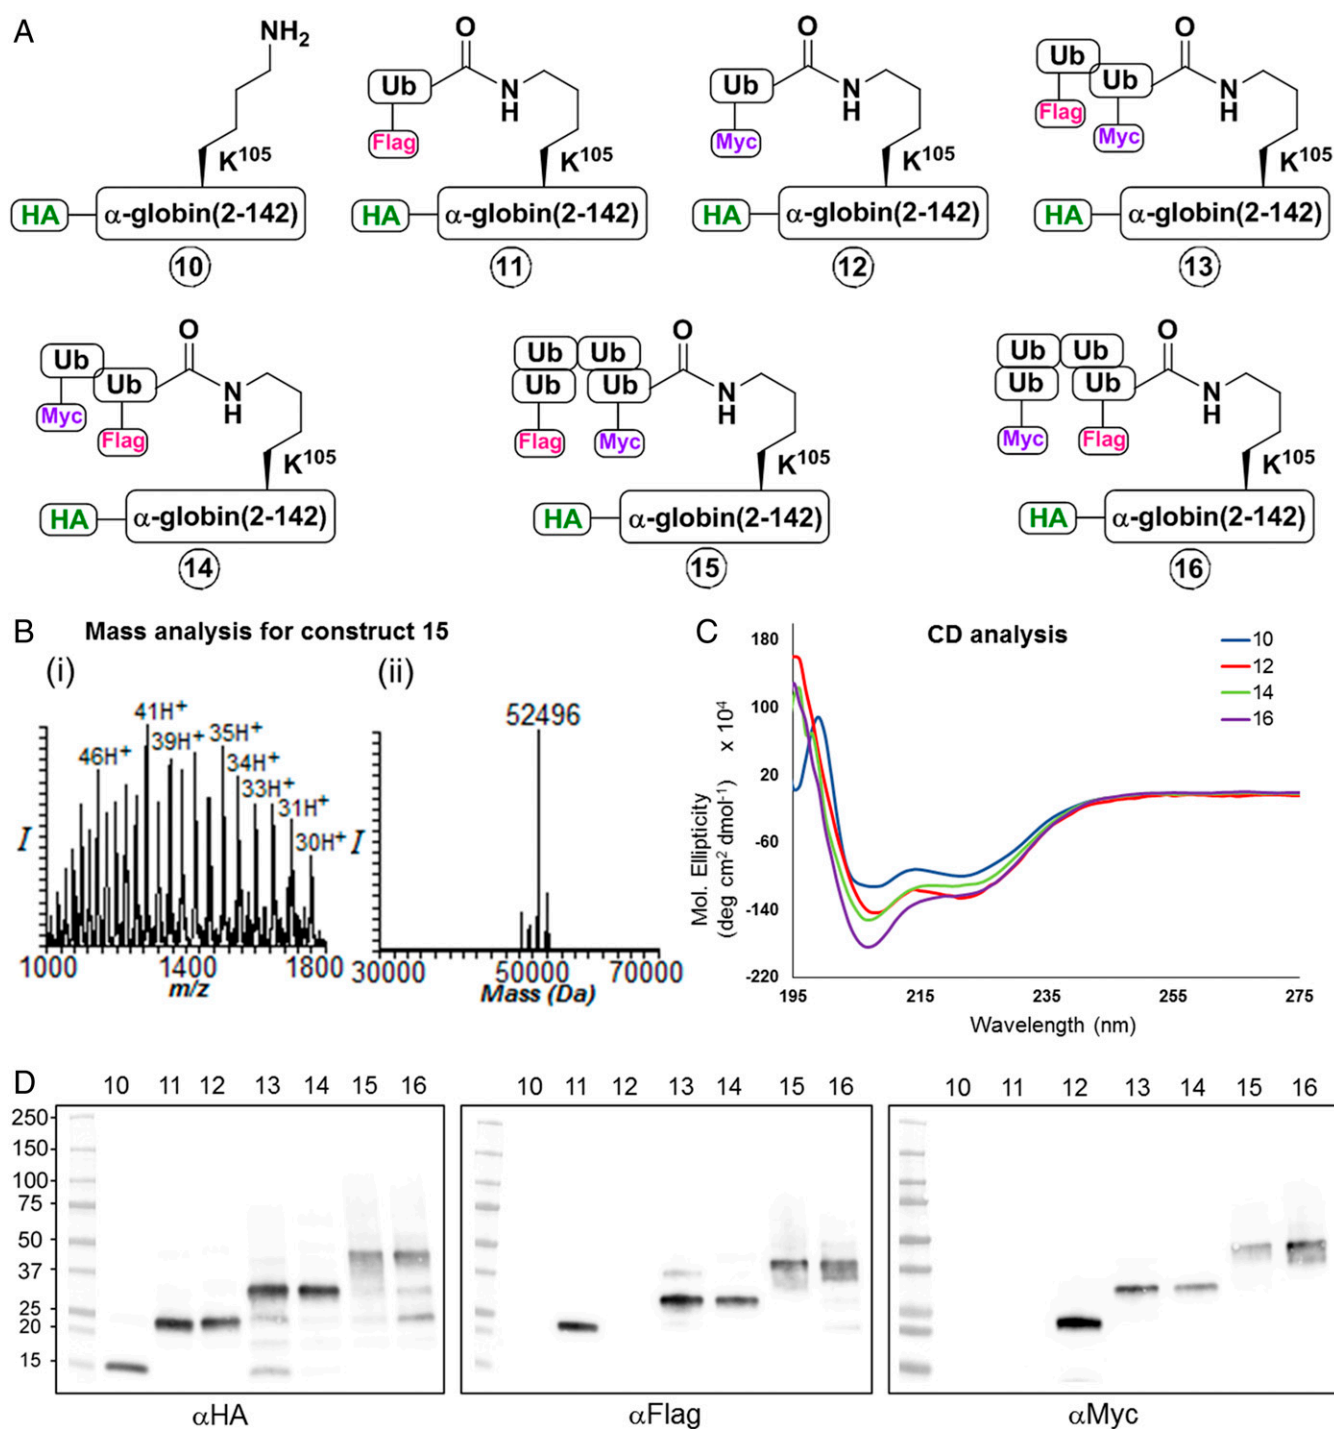 A
NH₂
K¹⁰⁵
HA α-globin(2-142)
10
O
Ub
N
H
Flag
K¹⁰⁵
HA α-globin(2-142)
11
O
Ub
N
H
Myc
K¹⁰⁵
HA α-globin(2-142)
12
O
Ub Ub
N
H
Flag
Myc
K¹⁰⁵
HA α-globin(2-142)
13
O
Ub
Ub
N
H
Myc
Flag
K¹⁰⁵
HA α-globin(2-142)
14
O
Ub Ub
Ub Ub
N
H
Flag Myc
K¹⁰⁵
HA α-globin(2-142)
15
O
Ub Ub
Ub Ub
N
H
Myc Flag
K¹⁰⁵
HA α-globin(2-142)
16
B Mass analysis for construct 15
(i)
41H⁺
46H⁺ 39H⁺ 35H⁺
34H⁺
33H⁺
31H⁺
30H⁺
I
1000 1400 1800
m/z
(ii)
52496
I
30000 50000 70000
Mass (Da)
C CD analysis
180
100
20
-60
-140
-220
Mol. Ellipticity
(deg cm² dmol⁻¹) x 10⁴
10
12
14
16
195 215 235 255 275
Wavelength (nm)
D
10 11 12 13 14 15 16
250
150
100
75
50
37
25
20
15
αHA
10 11 12 13 14 15 16
αFlag
10 11 12 13 14 15 16
αMyc